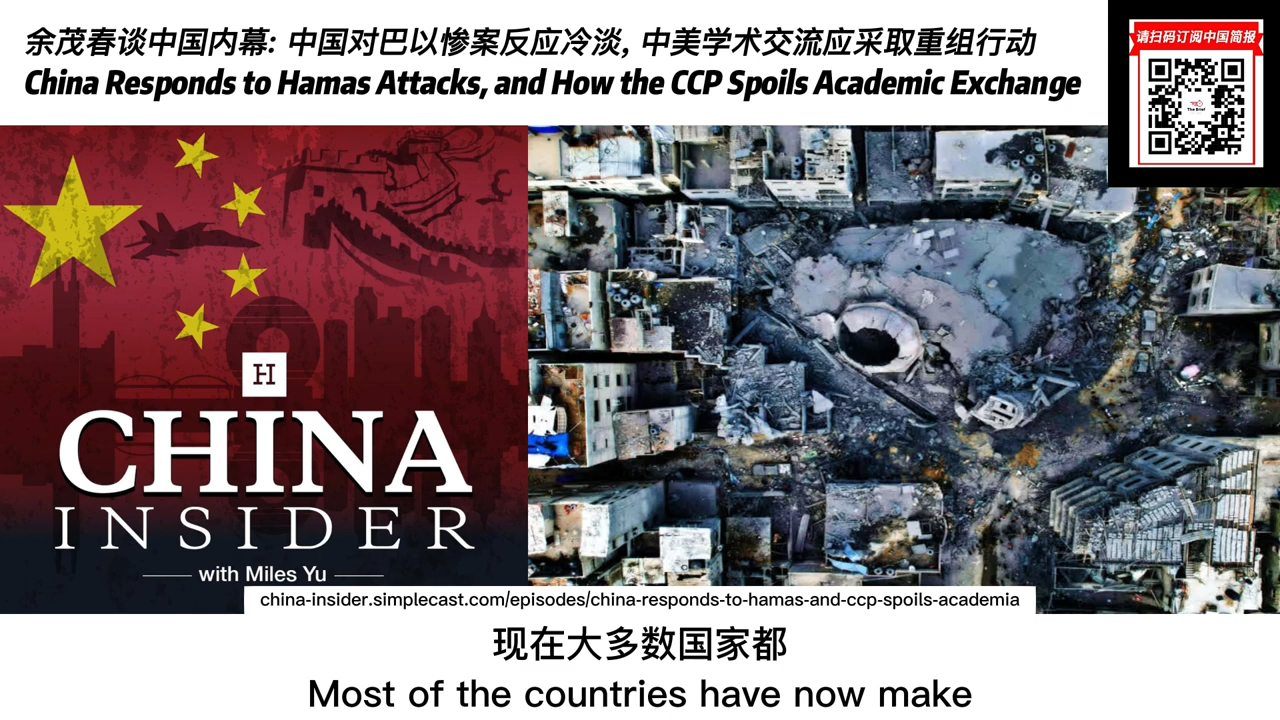 余茂春谈中国内幕: 中国对巴以惨案反应冷淡, 中美学术交流应采取重组行动
China Responds to Hamas Attacks, and How the CCP Spoils Academic Exchange
请扫码订阅中国简报
The Brief
H
CHINA
INSIDER
with Miles Yu
china-insider.simplecast.com/episodes/china-responds-to-hamas-and-ccp-spoils-academia
现在大多数国家都
Most of the countries have now make